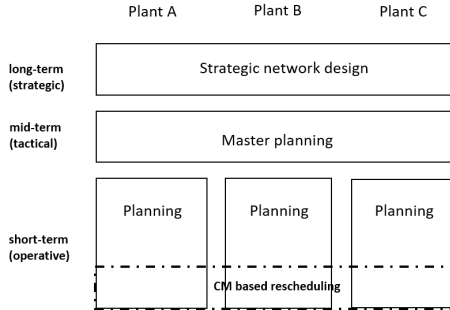 Plant A Plant B Plant C
long-term
(strategic)
Strategic network design
mid-term
(tactical)
Master planning
Planning Planning Planning
short-term
(operative)
CM based rescheduling